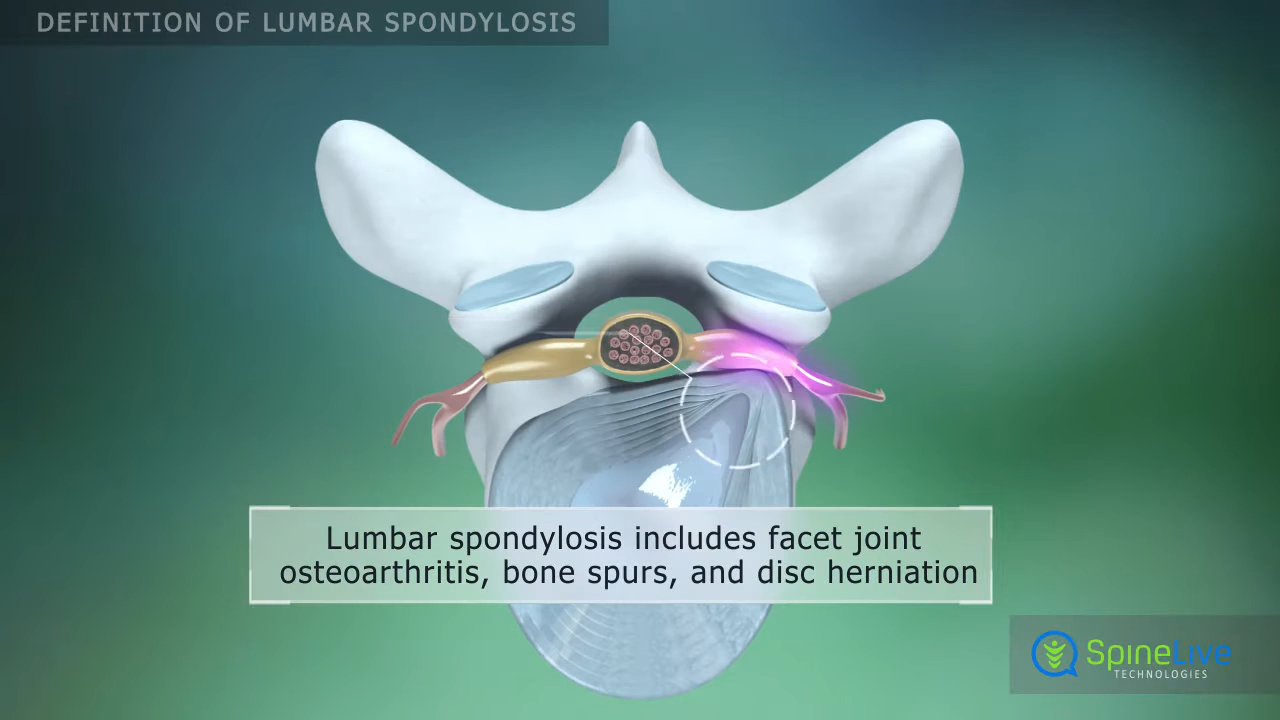 DEFINITION OF LUMBAR SPONDYLOSIS
Lumbar spondylosis includes facet joint
osteoarthritis, bone spurs, and disc herniation
SpineLive
TECHNOLOGIES